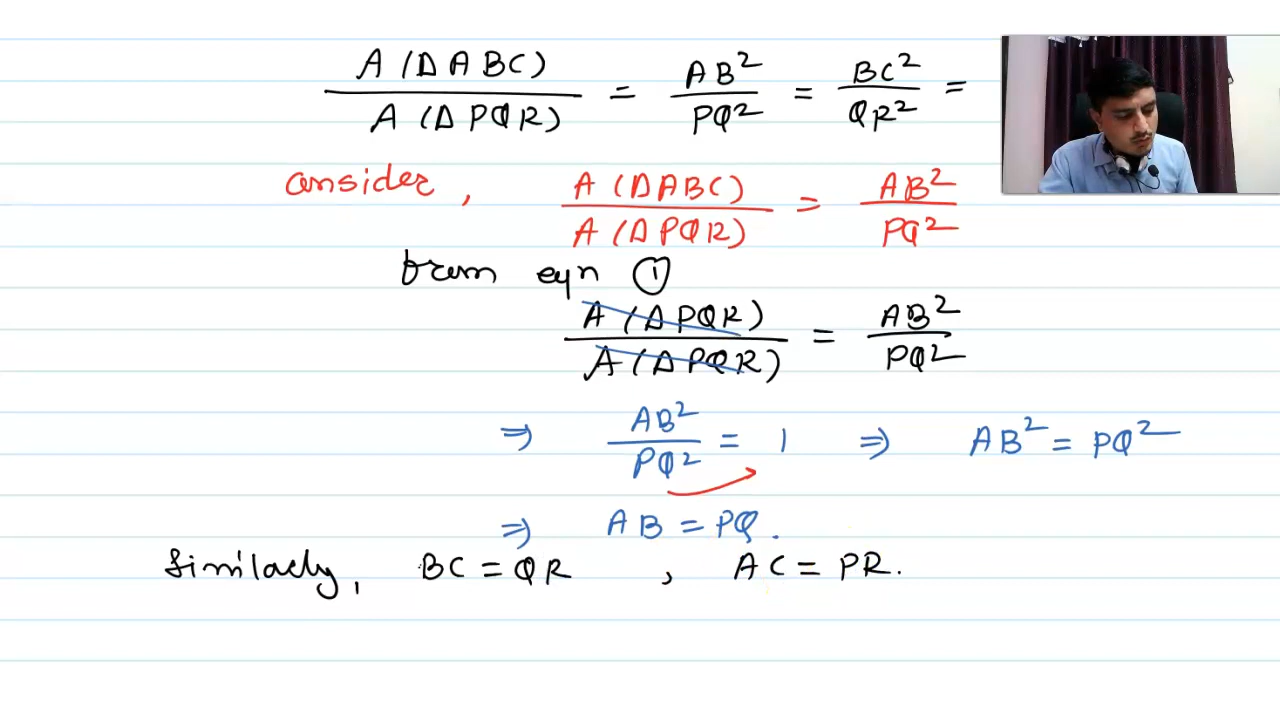 A(ΔABC) / A(ΔPQR) = AB² / PQ² = BC² / QR² =
consider, A(ΔABC) / A(ΔPQR) = AB² / PQ²
from eqn ①
A(ΔPQR) / A(ΔPQR) = AB² / PQ²
⇒ AB² / PQ² = 1 ⇒ AB² = PQ²
⇒ AB = PQ.
Similarly, BC = QR , AC = PR.